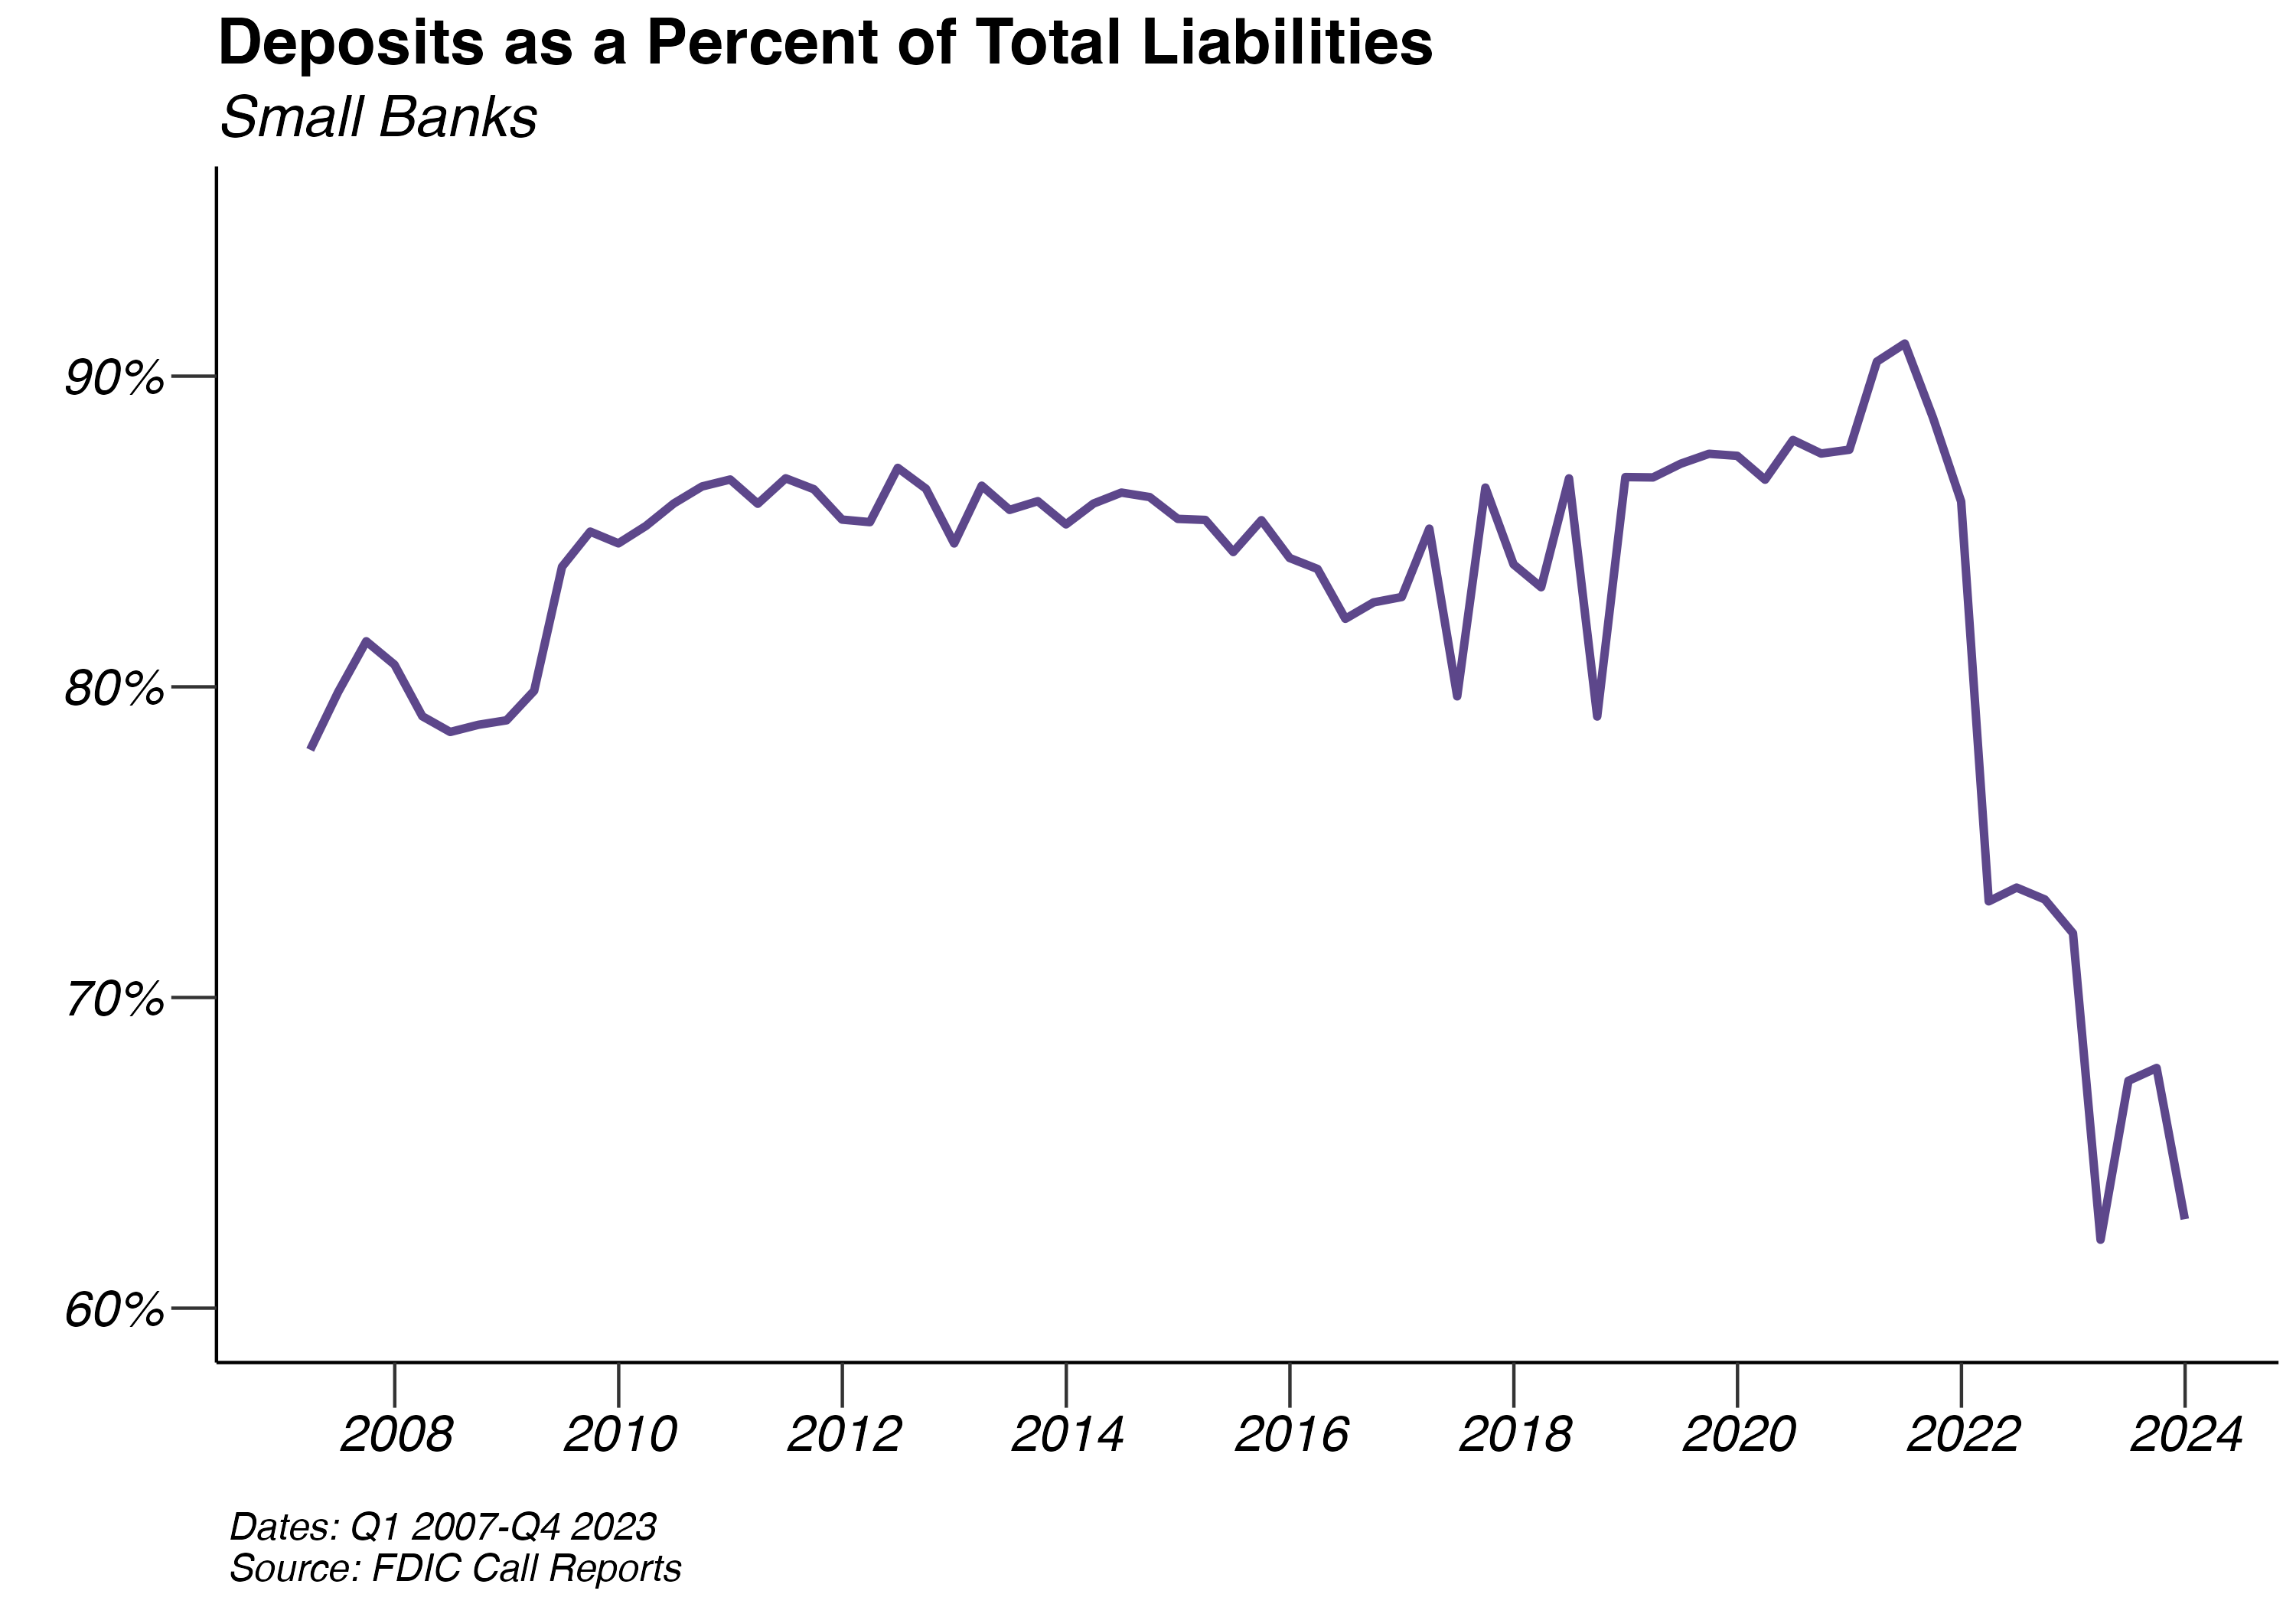 Deposits as a Percent of Total Liabilities
Small Banks
90%
80%
70%
60%
2008 2010 2012 2014 2016 2018 2020 2022 2024
Dates: Q1 2007-Q4 2023
Source: FDIC Call Reports